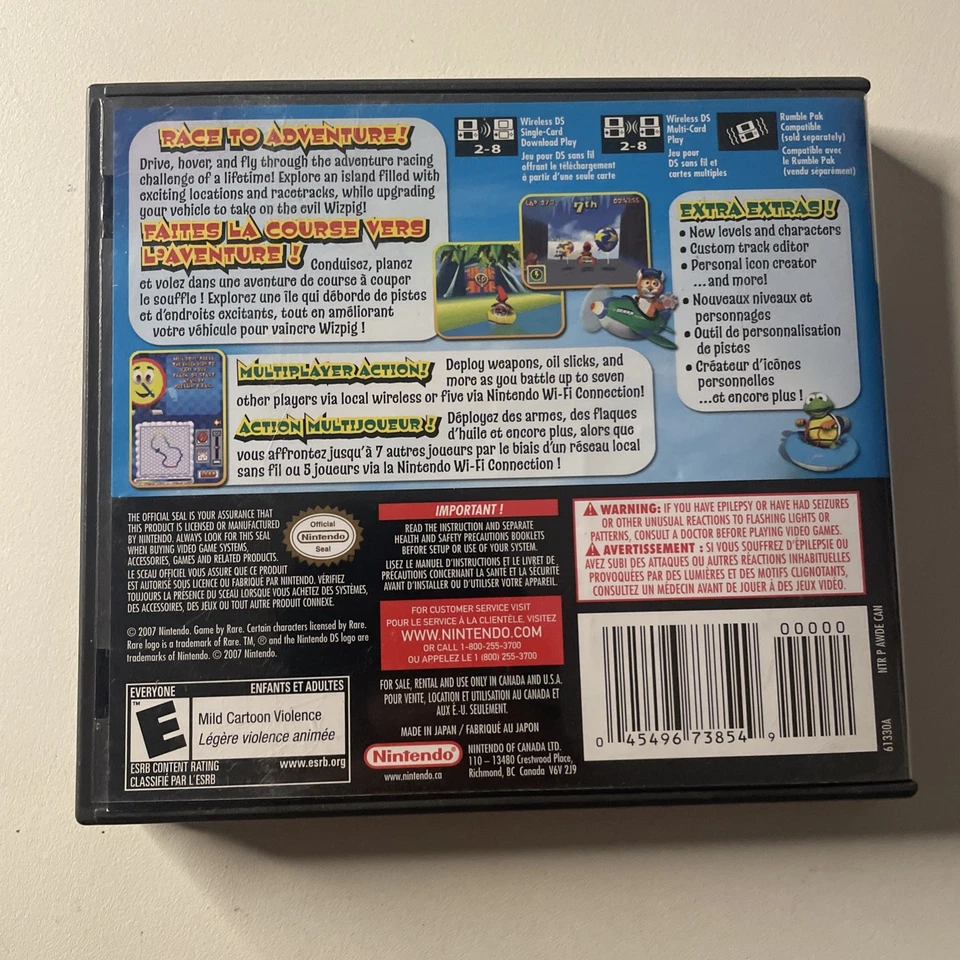 RACE TO ADVENTURE!
Drive, hover, and fly through the adventure racing
challenge of a lifetime! Explore an island filled with
exciting locations and racetracks, while upgrading
your vehicle to take on the evil Wizpig!
FAITES LA COURSE VERS
L'AVENTURE !
Conduisez, planez
et volez dans une aventure de course à couper
le souffle ! Explorez une île qui déborde de pistes
et d'endroits excitants, tout en améliorant
votre véhicule pour vaincre Wizpig !
2-8
Wireless DS
Single-Card
Download Play
Jeu pour DS sans fil
offrant le téléchargement
à partir d'une seule carte
2-8
Wireless DS
Multi-Card
Play
Jeu pour
DS sans fil et
cartes multiples
Rumble Pak
Compatible
(sold separately)
Compatible avec
le Rumble Pak
(vendu séparément)
7th
EXTRA EXTRAS !
• New levels and characters
• Custom track editor
• Personal icon creator
...and more!
• Nouveaux niveaux et
personnages
• Outil de personnalisation
de pistes
• Créateur d'icônes
personnelles
...et encore plus !
MULTIPLAYER ACTION!
Deploy weapons, oil slicks, and
more as you battle up to seven
other players via local wireless or five via Nintendo Wi-Fi Connection!
ACTION MULTIJOUEUR !
Déployez des armes, des flaques
d'huile et encore plus, alors que
vous affrontez jusqu'à 7 autres joueurs par le biais d'un réseau local
sans fil ou 5 joueurs via la Nintendo Wi-Fi Connection !
THE OFFICIAL SEAL IS YOUR ASSURANCE THAT
THIS PRODUCT IS LICENSED OR MANUFACTURED
BY NINTENDO. ALWAYS LOOK FOR THIS SEAL
WHEN BUYING VIDEO GAME SYSTEMS,
ACCESSORIES, GAMES AND RELATED PRODUCTS.
LE SCEAU OFFICIEL VOUS ASSURE QUE CE PRODUIT
EST AUTORISÉ SOUS LICENCE OU FABRIQUÉ PAR NINTENDO. VÉRIFIEZ
TOUJOURS LA PRÉSENCE DU SCEAU LORSQUE VOUS ACHETEZ DES SYSTÈMES,
DES ACCESSOIRES, DES JEUX OU TOUT AUTRE PRODUIT CONNEXE.
Official
Nintendo
Seal
© 2007 Nintendo. Game by Rare. Certain characters licensed by Rare.
Rare logo is a trademark of Rare. TM, ® and the Nintendo DS logo are
trademarks of Nintendo. © 2007 Nintendo.
EVERYONE
ENFANTS ET ADULTES
TM
E
Mild Cartoon Violence
Légère violence animée
ESRB CONTENT RATING
www.esrb.org
CLASSIFIÉ PAR L'ESRB
IMPORTANT !
READ THE INSTRUCTION AND SEPARATE
HEALTH AND SAFETY PRECAUTIONS BOOKLETS
BEFORE SETUP OR USE OF YOUR SYSTEM.
LISEZ LE MANUEL D'INSTRUCTIONS ET LE LIVRET DE
PRÉCAUTIONS CONCERNANT LA SANTÉ ET LA SÉCURITÉ
AVANT D'INSTALLER OU D'UTILISER VOTRE APPAREIL.
FOR CUSTOMER SERVICE VISIT
POUR LE SERVICE À LA CLIENTÈLE, VISITEZ
WWW.NINTENDO.COM
OR CALL 1-800-255-3700
OU APPELEZ LE 1 (800) 255-3700
FOR SALE, RENTAL AND USE ONLY IN CANADA AND U.S.A.
POUR VENTE, LOCATION ET UTILISATION AU CANADA ET
AUX É.-U. SEULEMENT.
MADE IN JAPAN / FABRIQUÉ AU JAPON
Nintendo®
www.nintendo.ca
NINTENDO OF CANADA LTD.
110 – 13480 Crestwood Place,
Richmond, BC Canada V6V 2J9
WARNING: IF YOU HAVE EPILEPSY OR HAVE HAD SEIZURES
OR OTHER UNUSUAL REACTIONS TO FLASHING LIGHTS OR
PATTERNS, CONSULT A DOCTOR BEFORE PLAYING VIDEO GAMES.
AVERTISSEMENT : SI VOUS SOUFFREZ D'ÉPILEPSIE OU
AVEZ SUBI DES ATTAQUES OU AUTRES RÉACTIONS INHABITUELLES
PROVOQUÉES PAR DES LUMIÈRES ET DES MOTIFS CLIGNOTANTS,
CONSULTEZ UN MÉDECIN AVANT DE JOUER À DES JEUX VIDÉO.
00000
0 45496 73854 9
NTR P AWDE CAN
61330A